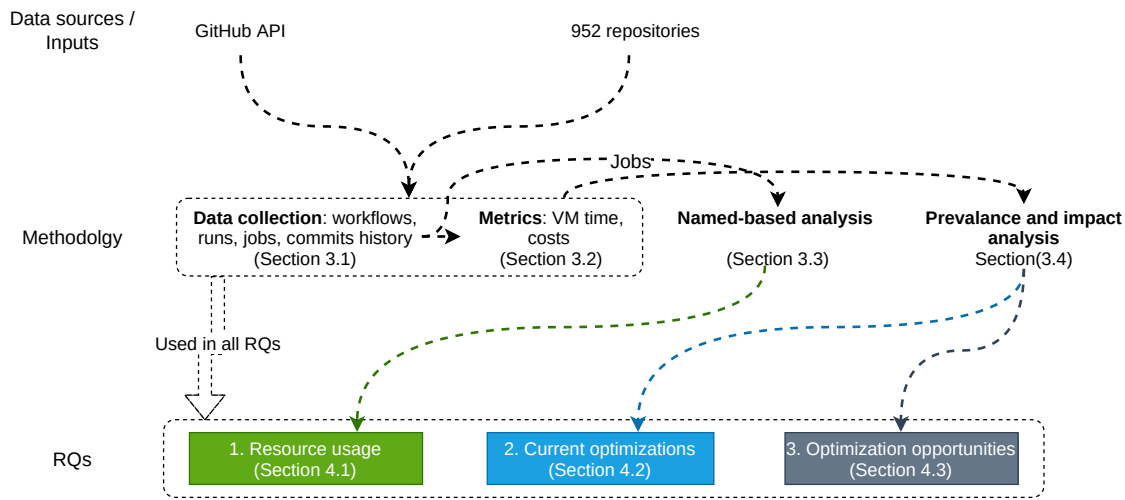 Data sources /
Inputs
GitHub API
952 repositories
Jobs
Methodolgy
Data collection: workflows,
runs, jobs, commits history
(Section 3.1)
Metrics: VM time,
costs
(Section 3.2)
Named-based analysis
(Section 3.3)
Prevalance and impact
analysis
Section(3.4)
Used in all RQs
RQs
1. Resource usage
(Section 4.1)
2. Current optimizations
(Section 4.2)
3. Optimization opportunities
(Section 4.3)